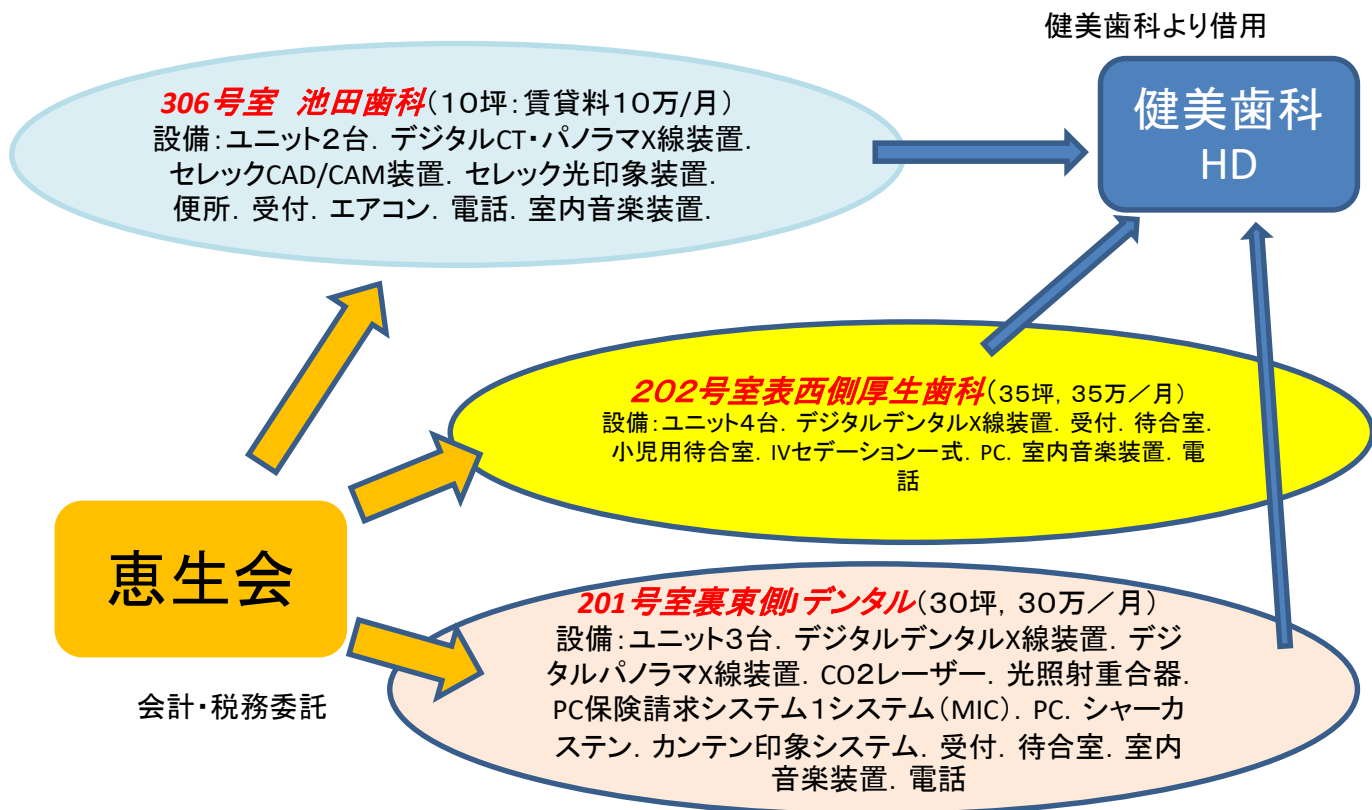 健美歯科より借用
健美歯科
HD
306号室 池田歯科(10坪:賃貸料10万/月)
設備:ユニット2台. デジタルCT・パノラマX線装置.
セレックCAD/CAM装置. セレック光印象装置.
便所. 受付. エアコン. 電話. 室内音楽装置.
202号室表西側厚生歯科(35坪, 35万/月)
設備:ユニット4台. デジタルデンタルX線装置. 受付. 待合室.
小児用待合室. IVセデーション一式. PC. 室内音楽装置. 電
話
恵生会
会計・税務委託
201号室裏東側Jデンタル(30坪, 30万/月)
設備:ユニット3台. デジタルデンタルX線装置. デジ
タルパノラマX線装置. CO2レーザー. 光照射重合器.
PC保険請求システム1システム(MIC). PC. シャーカ
ステン. カンテン印象システム. 受付. 待合室. 室内
音楽装置. 電話